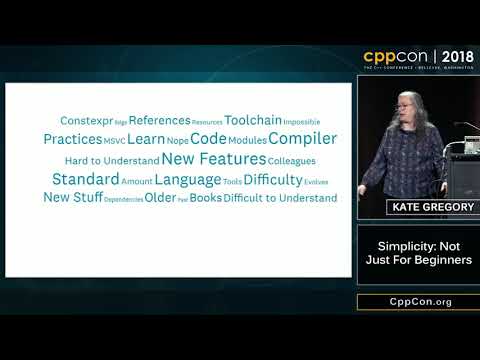 cppcon | 2018
THE C++ CONFERENCE • BELLEVUE, WASHINGTON
Constexpr Edge References Resources Toolchain Impossible
Practices MSVC Learn Nope Code Modules Compiler
Hard to Understand New Features Colleagues
Standard Amount Language Tools Difficulty Evolves
New Stuff Dependencies Older Fast Books Difficult to Understand
KATE GREGORY
Simplicity: Not
Just For Beginners
CppCon.org